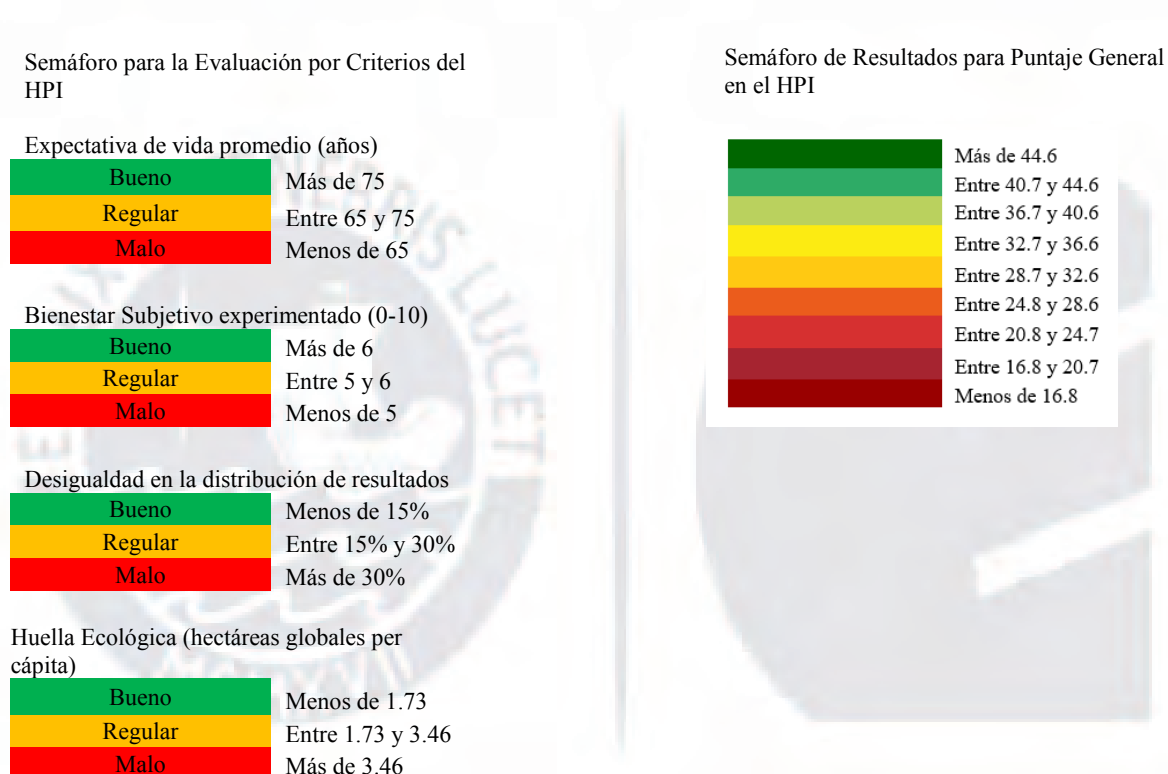 Semáforo para la Evaluación por Criterios del
HPI
Expectativa de vida promedio (años)
Bueno Más de 75
Regular Entre 65 y 75
Malo Menos de 65
Bienestar Subjetivo experimentado (0-10)
Bueno Más de 6
Regular Entre 5 y 6
Malo Menos de 5
Desigualdad en la distribución de resultados
Bueno Menos de 15%
Regular Entre 15% y 30%
Malo Más de 30%
Huella Ecológica (hectáreas globales per
cápita)
Bueno Menos de 1.73
Regular Entre 1.73 y 3.46
Malo Más de 3.46
Semáforo de Resultados para Puntaje General
en el HPI
Más de 44.6
Entre 40.7 y 44.6
Entre 36.7 y 40.6
Entre 32.7 y 36.6
Entre 28.7 y 32.6
Entre 24.8 y 28.6
Entre 20.8 y 24.7
Entre 16.8 y 20.7
Menos de 16.8